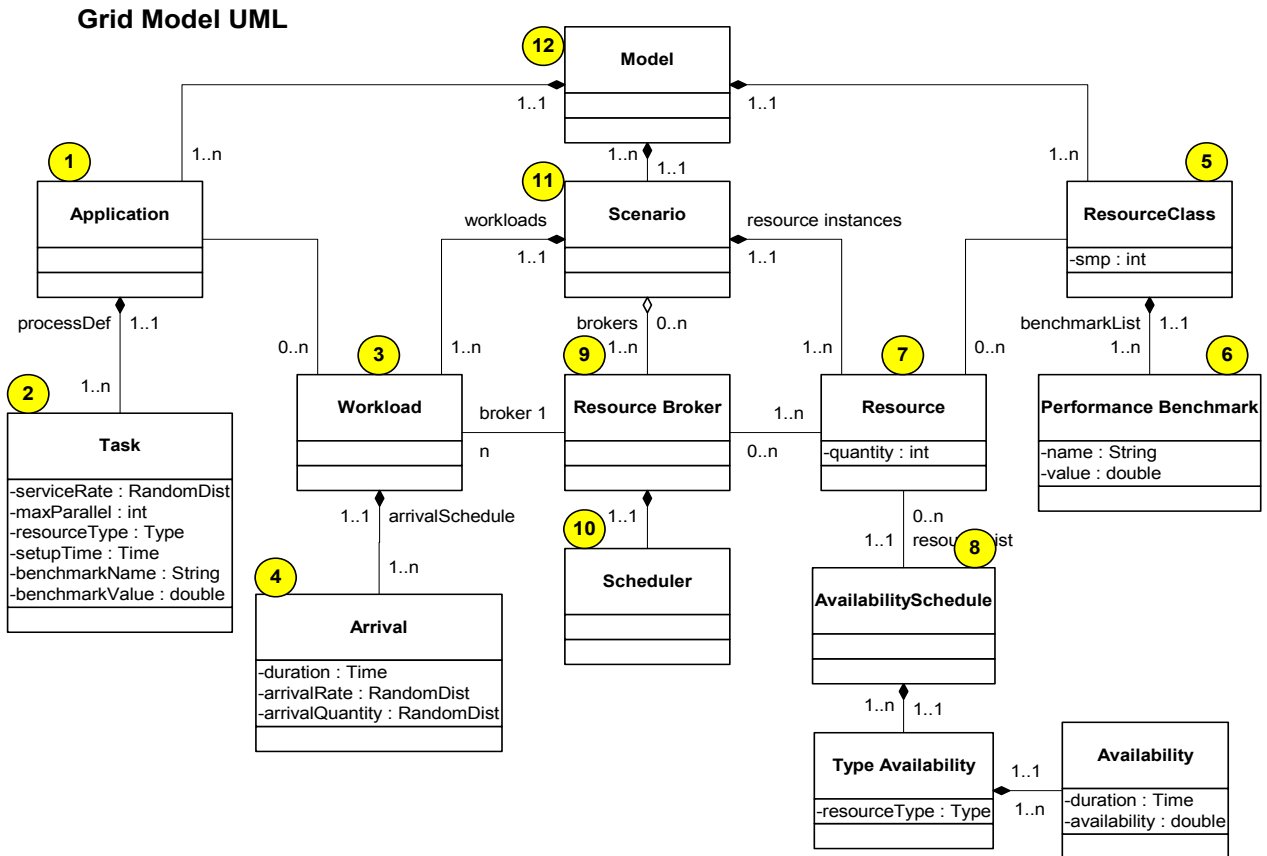 Grid Model UML
12
Model
1..1
1..1
1..n
1..n
1..n
1..1
1
11
5
Application
workloads
Scenario
resource instances
ResourceClass
-smp : int
1..1
1..1
processDef
1..1
brokers
0..n
benchmarkList
1..1
0..n
3
1..n
9
1..n
1..n
7
0..n
1..n
6
1..n
2
Workload
broker 1
n
Resource Broker
1..n
0..n
Resource
-quantity : int
Performance Benchmark
-name : String
-value : double
Task
-serviceRate : RandomDist
-maxParallel : int
-resourceType : Type
-setupTime : Time
-benchmarkName : String
-benchmarkValue : double
1..1
arrivalSchedule
1..n
1..1
10
Scheduler
0..n
1..1
8
4
Arrival
-duration : Time
-arrivalRate : RandomDist
-arrivalQuantity : RandomDist
AvailabilitySchedule
1..n
1..1
Type Availability
-resourceType : Type
1..1
1..n
Availability
-duration : Time
-availability : double